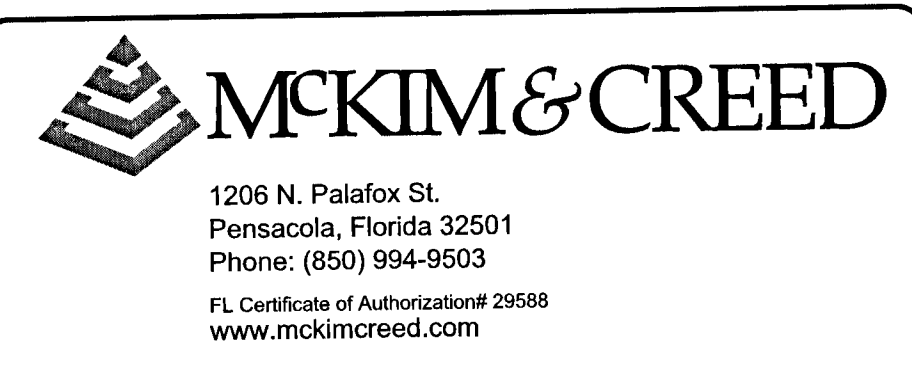 McKIM & CREED
1206 N. Palafox St.
Pensacola, Florida 32501
Phone: (850) 994-9503
FL Certificate of Authorization# 29588
www.mckimcreed.com